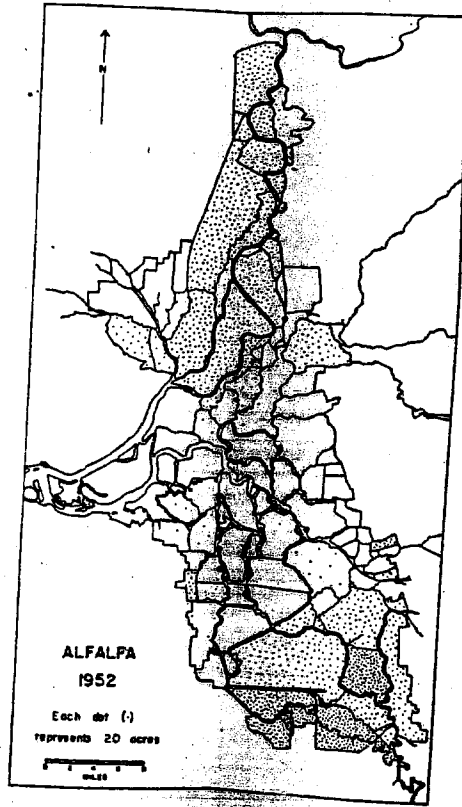 N
ALFALFA
1952
Each dot (·)
represents 20 acres
MILES